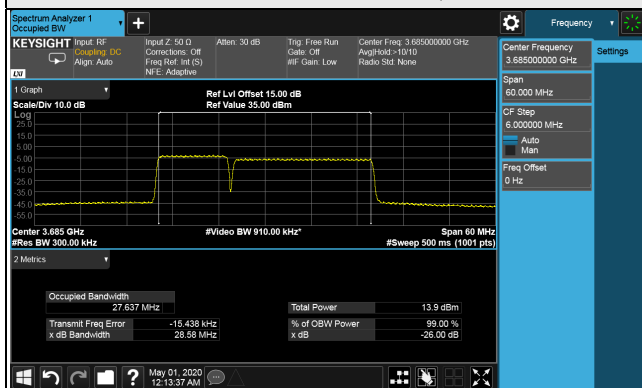 Spectrum Analyzer 1
Occupied BW
Frequency
KEYSIGHT
Input: RF
Coupling: DC
Align: Auto
Input Z: 50 Ω
Corrections: Off
Freq Ref: Int (S)
NFE: Adaptive
Atten: 30 dB
Trig: Free Run
Gate: Off
#IF Gain: Low
Center Freq: 3.685000000 GHz
Avg|Hold:>10/10
Radio Std: None
LXI
Center Frequency
3.685000000 GHz
Settings
Span
60.000 MHz
CF Step
6.000000 MHz
Auto
Man
Freq Offset
0 Hz
1 Graph
Scale/Div 10.0 dB
Ref Lvl Offset 15.00 dB
Ref Value 35.00 dBm
Log
25.0
15.0
5.00
-5.00
-15.0
-25.0
-35.0
-45.0
-55.0
Center 3.685 GHz
#Video BW 910.00 kHz*
Span 60 MHz
#Res BW 300.00 kHz
#Sweep 500 ms (1001 pts)
2 Metrics
Occupied Bandwidth
27.637 MHz
Total Power 13.9 dBm
Transmit Freq Error -15.438 kHz
% of OBW Power 99.00 %
x dB Bandwidth 28.58 MHz
x dB -26.00 dB
May 01, 2020
12:13:37 AM